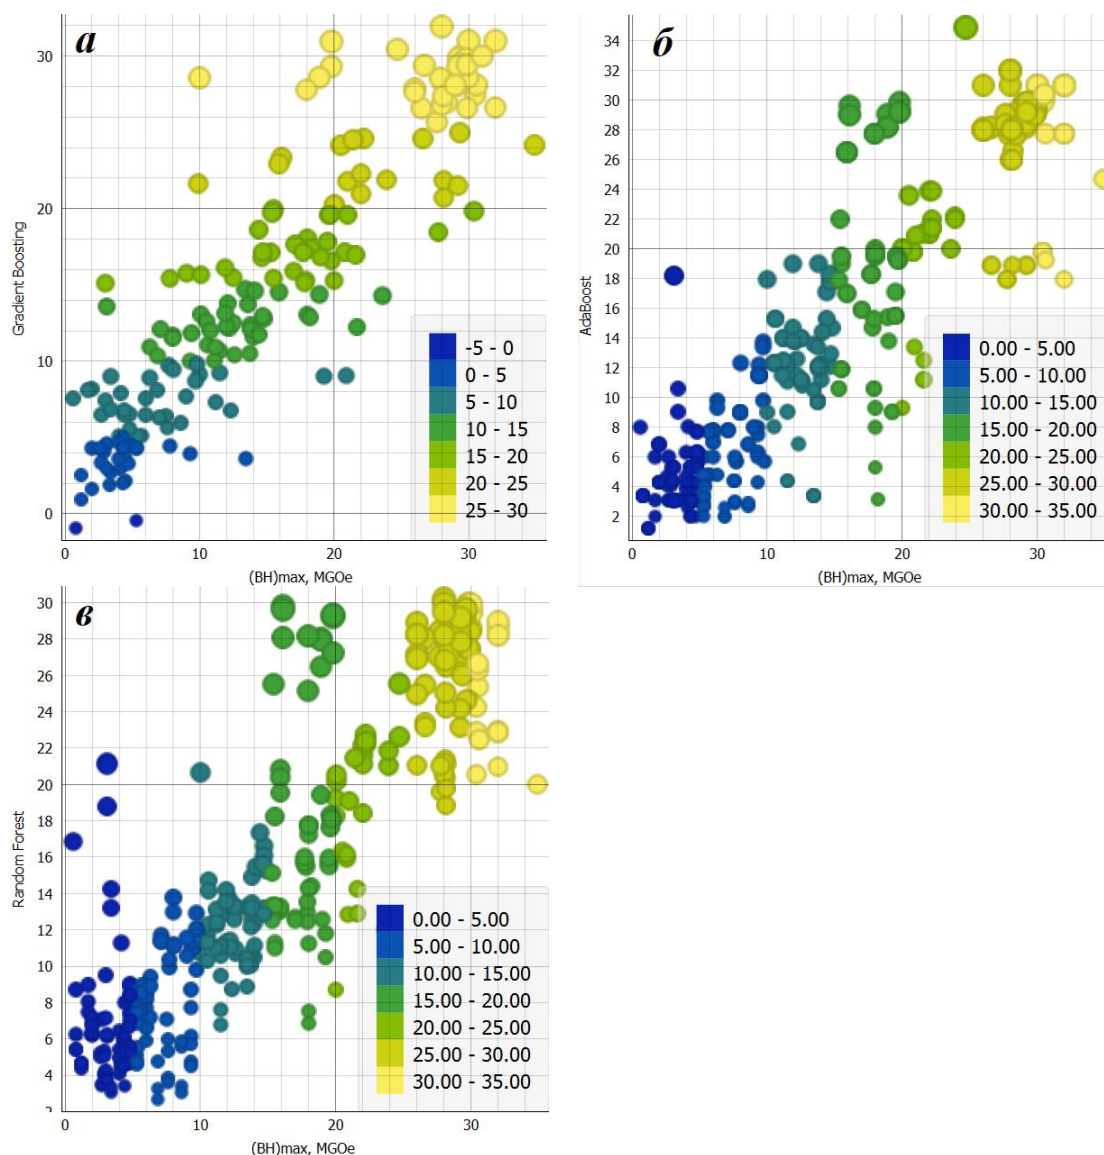 а
30
20
10
0
Gradient Boosting
-5 - 0
0 - 5
5 - 10
10 - 15
15 - 20
20 - 25
25 - 30
0 10 20 30
(BH)max, MGOe
б
34
32
30
28
26
24
22
20
18
16
14
12
10
8
6
4
2
AdaBoost
0.00 - 5.00
5.00 - 10.00
10.00 - 15.00
15.00 - 20.00
20.00 - 25.00
25.00 - 30.00
30.00 - 35.00
0 10 20 30
(BH)max, MGOe
в
30
28
26
24
22
20
18
16
14
12
10
8
6
4
2
Random Forest
0.00 - 5.00
5.00 - 10.00
10.00 - 15.00
15.00 - 20.00
20.00 - 25.00
25.00 - 30.00
30.00 - 35.00
0 10 20 30
(BH)max, MGOe